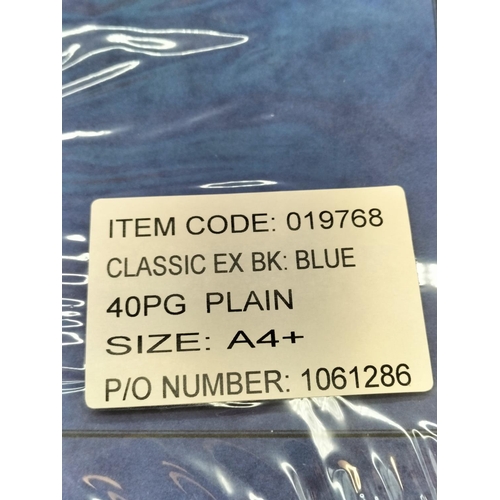 ITEM CODE: 019768
CLASSIC EX BK: BLUE
40PG PLAIN
SIZE: A4+
P/O NUMBER: 1061286